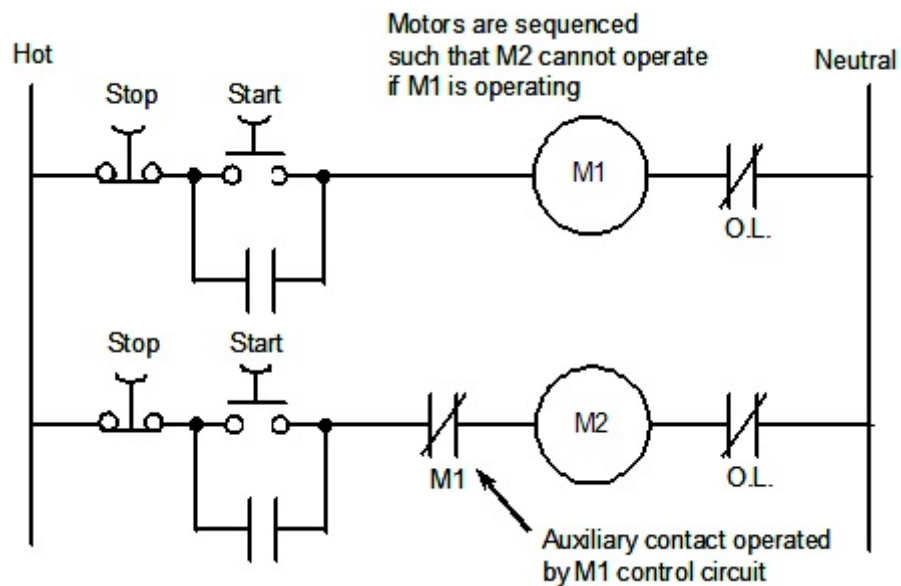 Motors are sequenced
such that M2 cannot operate
if M1 is operating
Hot
Neutral
Stop
Start
M1
O.L.
Stop
Start
M2
M1
O.L.
Auxiliary contact operated
by M1 control circuit